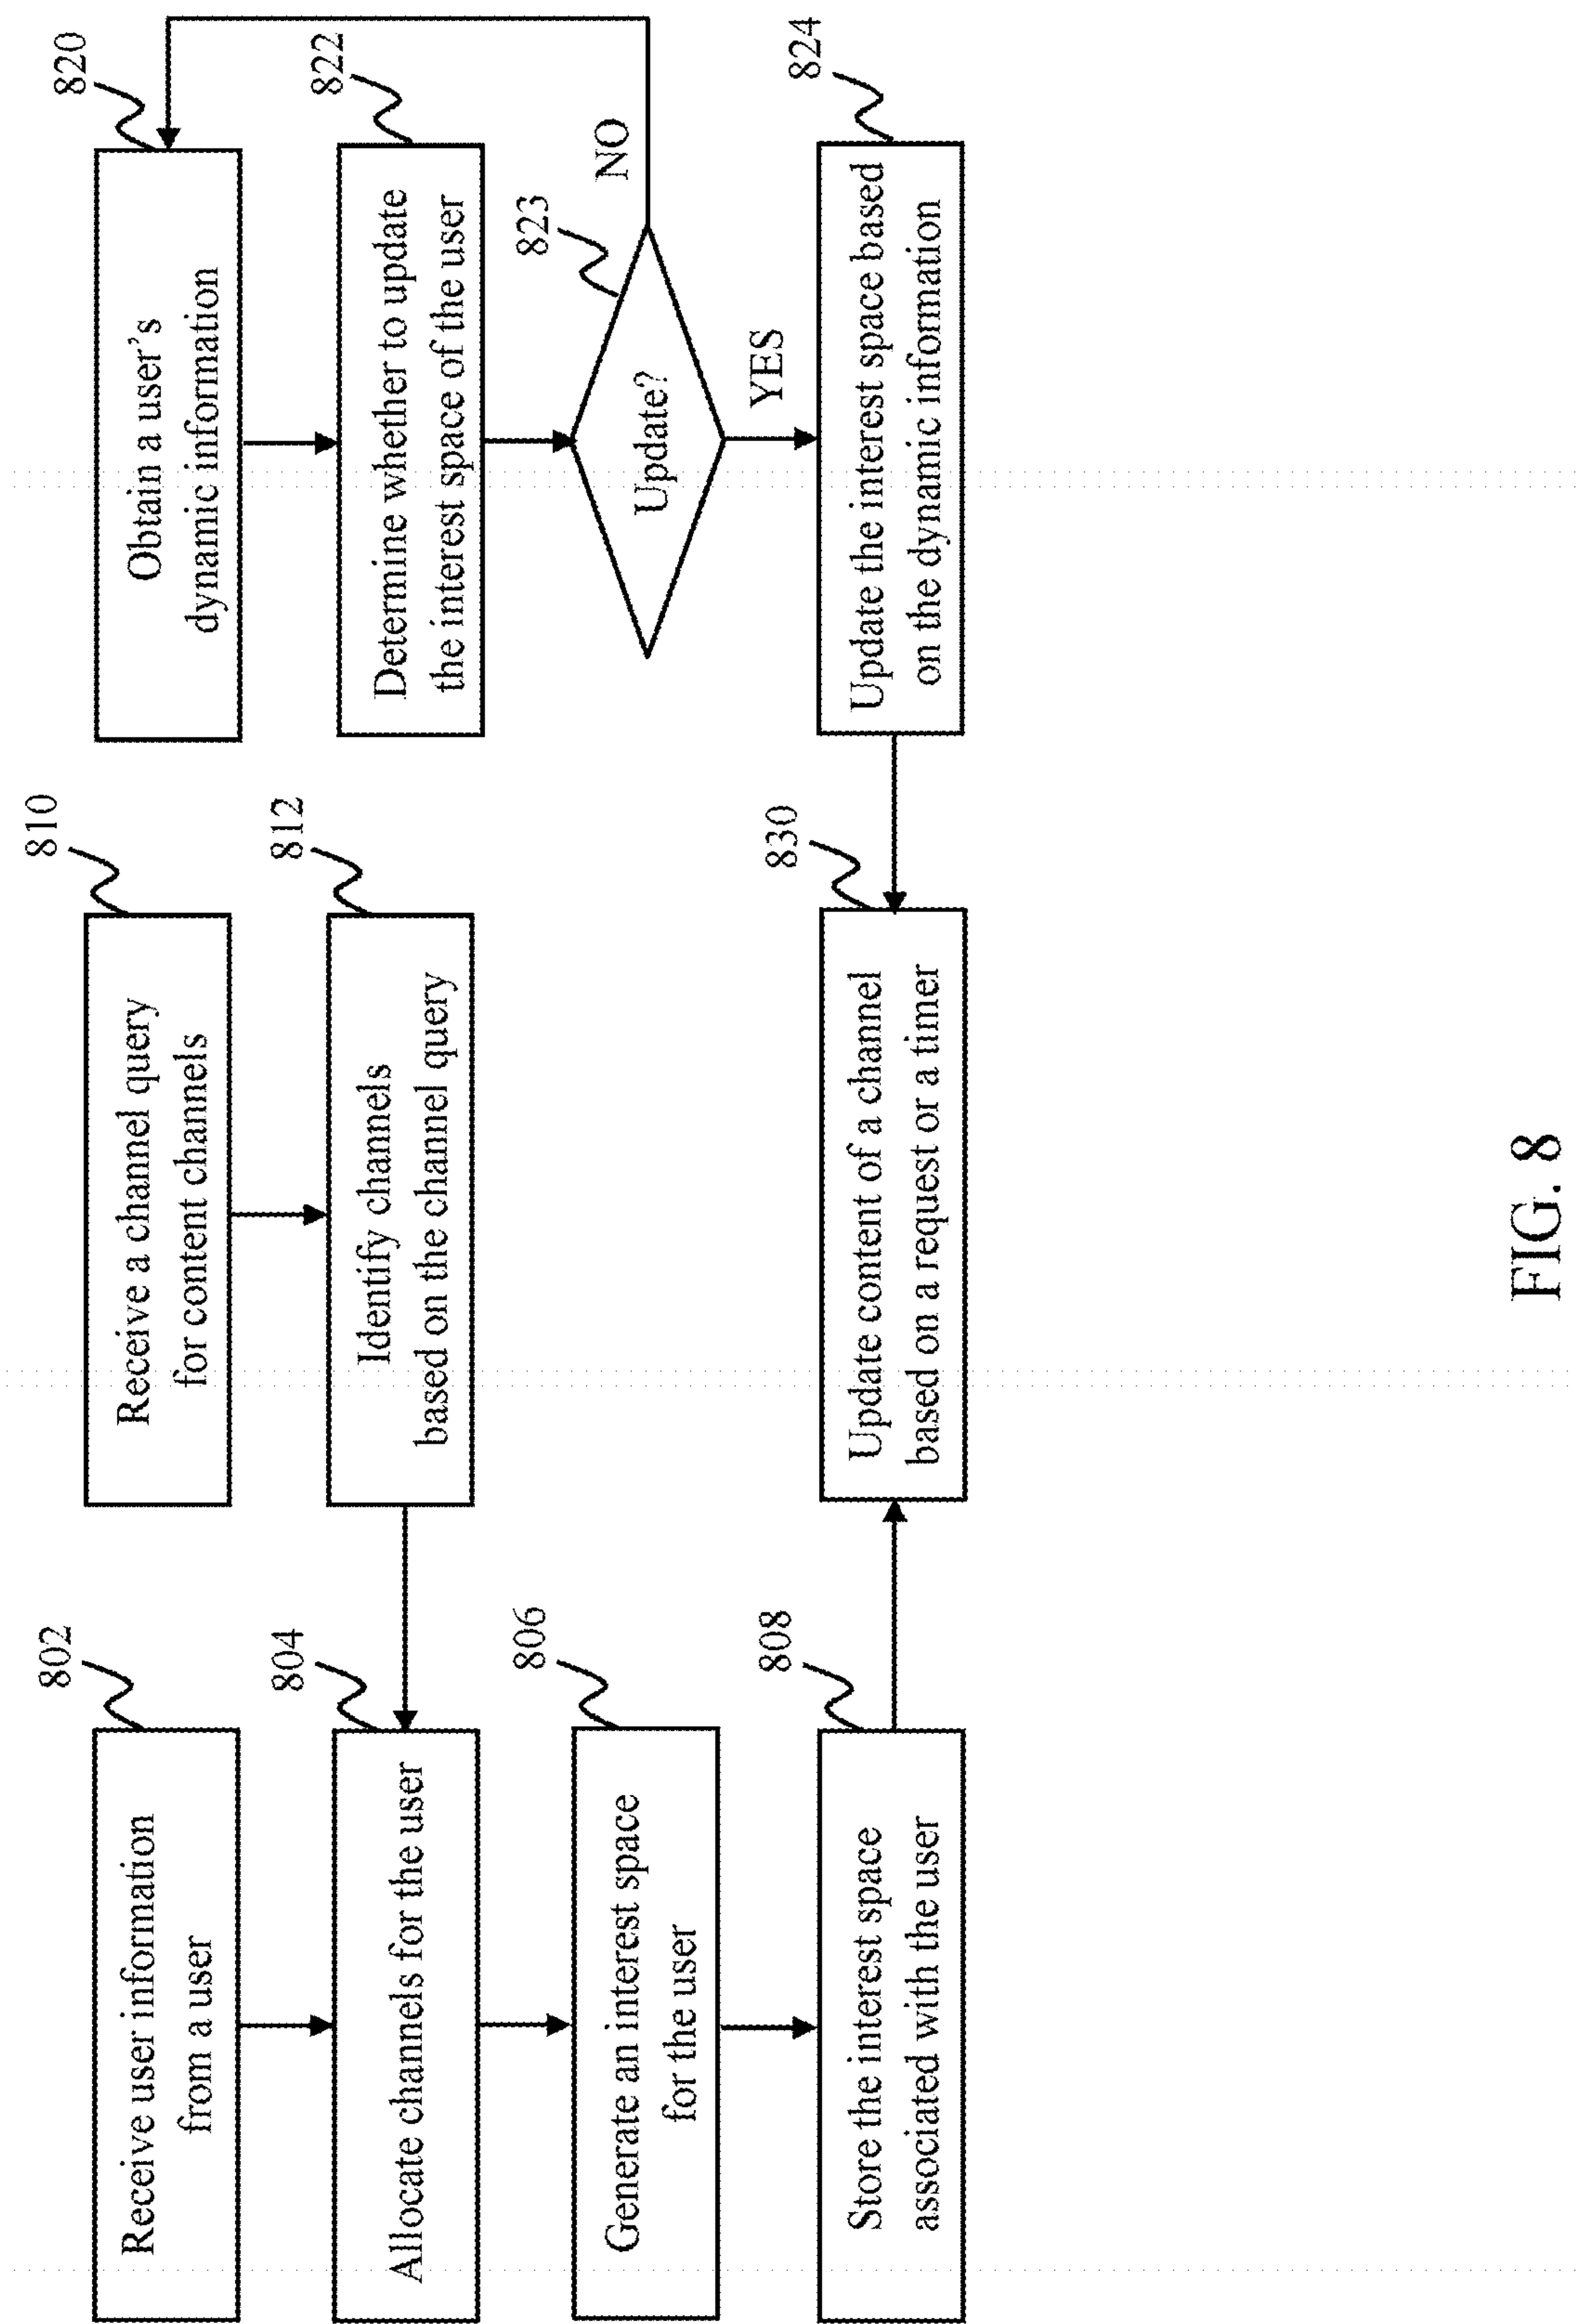 802
Receive user information
from a user
804
Allocate channels for the user
806
Generate an interest space
for the user
808
Store the interest space
associated with the user
810
Receive a channel query
for content channels
812
Identify channels
based on the channel query
830
Update content of a channel
based on a request or a timer
820
Obtain a user's
dynamic information
822
Determine whether to update
the interest space of the user
823
Update?
NO
YES
824
Update the interest space based
on the dynamic information
FIG. 8